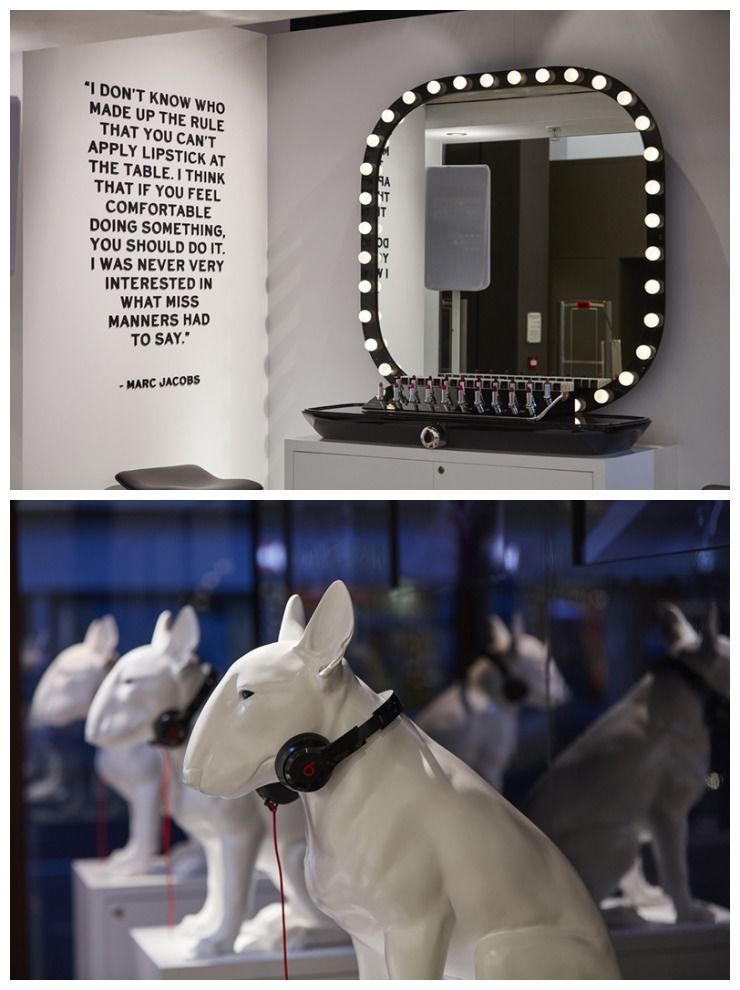 "I DON'T KNOW WHO
MADE UP THE RULE
THAT YOU CAN'T
APPLY LIPSTICK AT
THE TABLE. I THINK
THAT IF YOU FEEL
COMFORTABLE
DOING SOMETHING,
YOU SHOULD DO IT.
I WAS NEVER VERY
INTERESTED IN
WHAT MISS
MANNERS HAD
TO SAY."
- MARC JACOBS